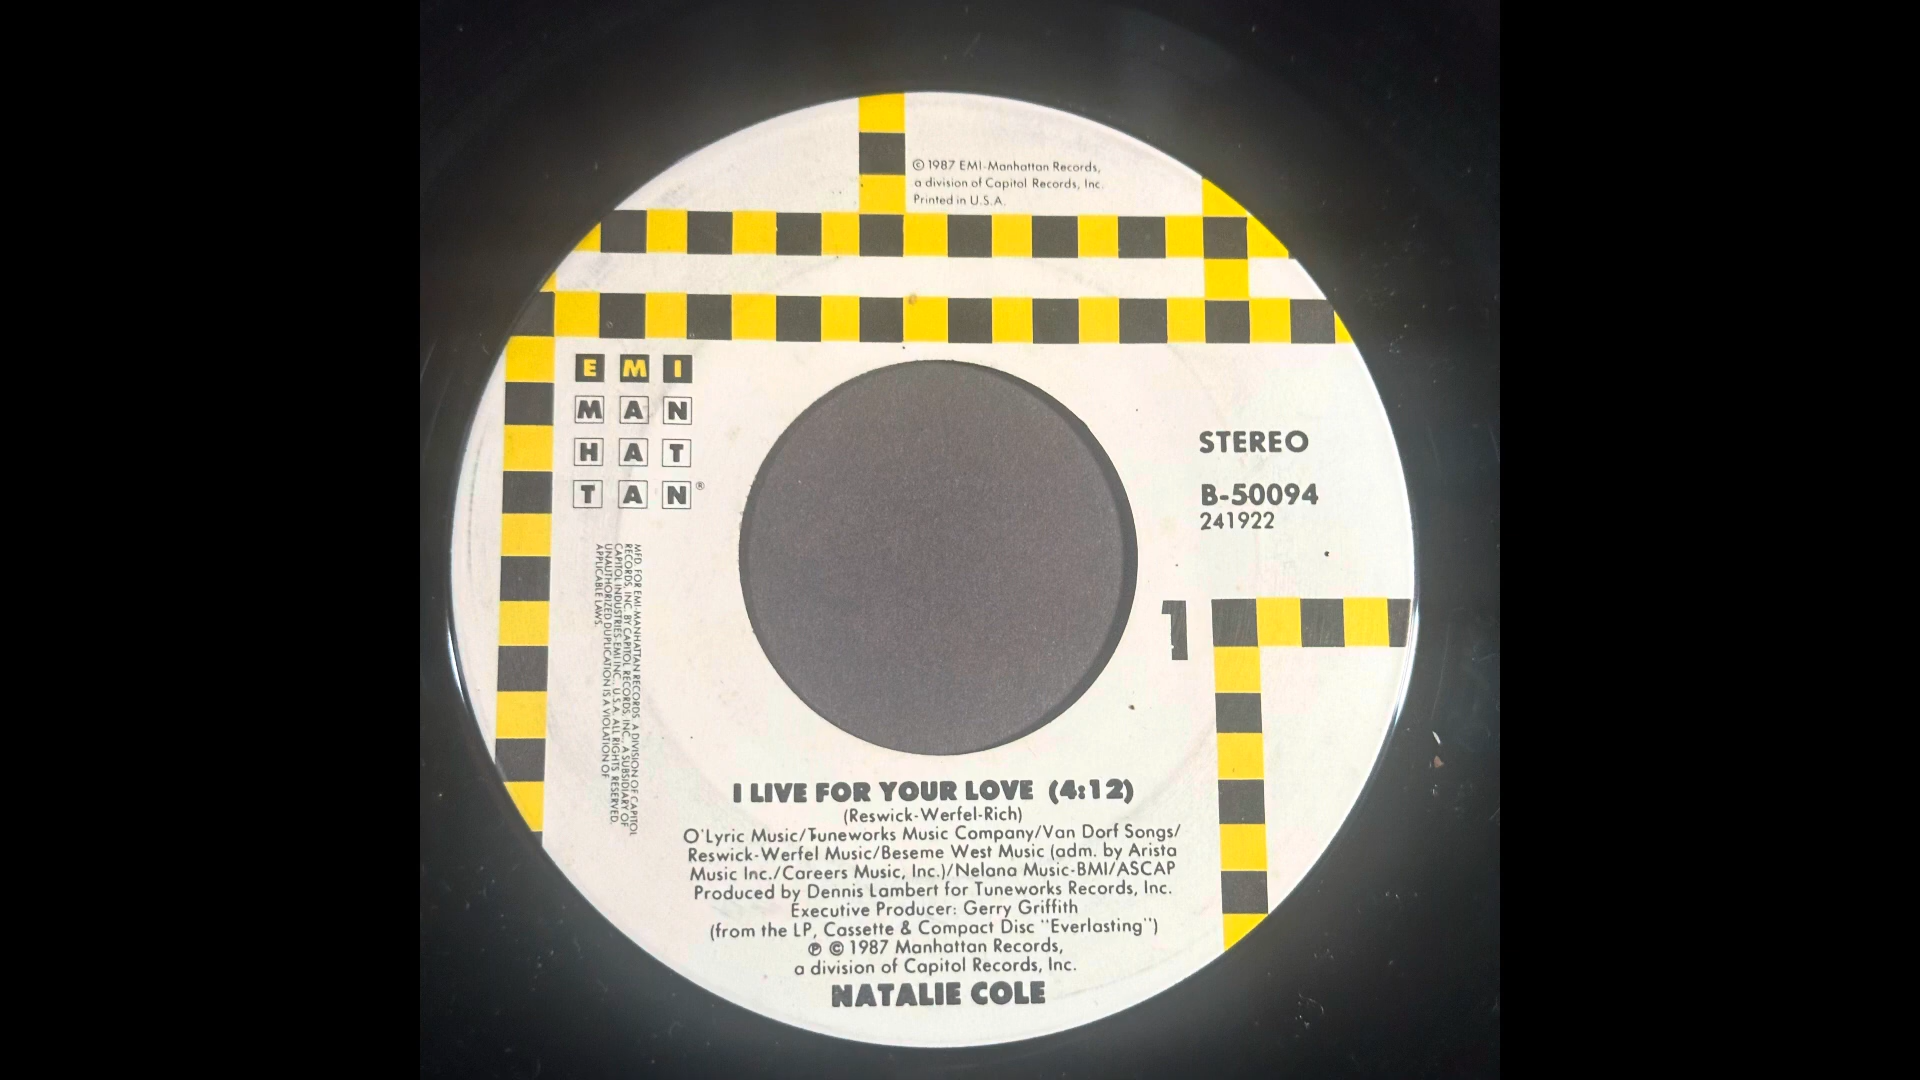 © 1987 EMI-Manhattan Records,
a division of Capitol Records, Inc.
Printed in U.S.A.
EMI
MAN
HAT
TAN®
STEREO
B-50094
241922
1
MFD. FOR EMI-MANHATTAN RECORDS, A DIVISION OF CAPITOL
RECORDS, INC. BY CAPITOL RECORDS, INC., A SUBSIDIARY OF
CAPITOL INDUSTRIES-EMI INC., U.S.A. ALL RIGHTS RESERVED.
UNAUTHORIZED DUPLICATION IS A VIOLATION OF
APPLICABLE LAWS.
I LIVE FOR YOUR LOVE (4:12)
(Reswick-Werfel-Rich)
O'Lyric Music/Tuneworks Music Company/Van Dorf Songs/
Reswick-Werfel Music/Beseme West Music (adm. by Arista
Music Inc./Careers Music, Inc.)/Nelana Music-BMI/ASCAP
Produced by Dennis Lambert for Tuneworks Records, Inc.
Executive Producer: Gerry Griffith
(from the LP, Cassette & Compact Disc "Everlasting")
℗ © 1987 Manhattan Records,
a division of Capitol Records, Inc.
NATALIE COLE